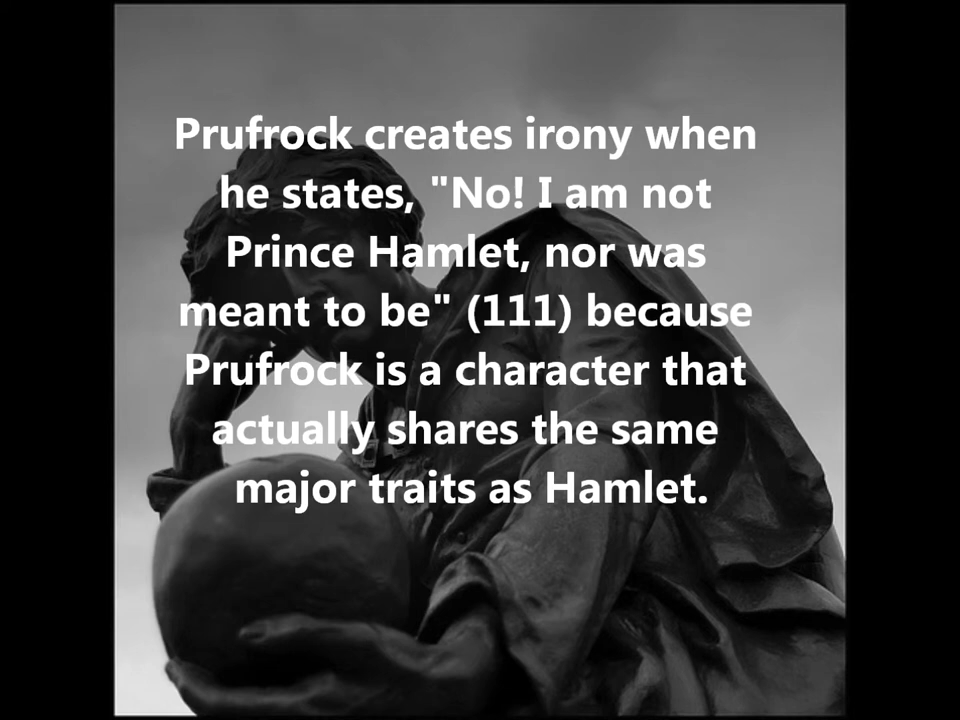 Prufrock creates irony when
he states, "No! I am not
Prince Hamlet, nor was
meant to be" (111) because
Prufrock is a character that
actually shares the same
major traits as Hamlet.